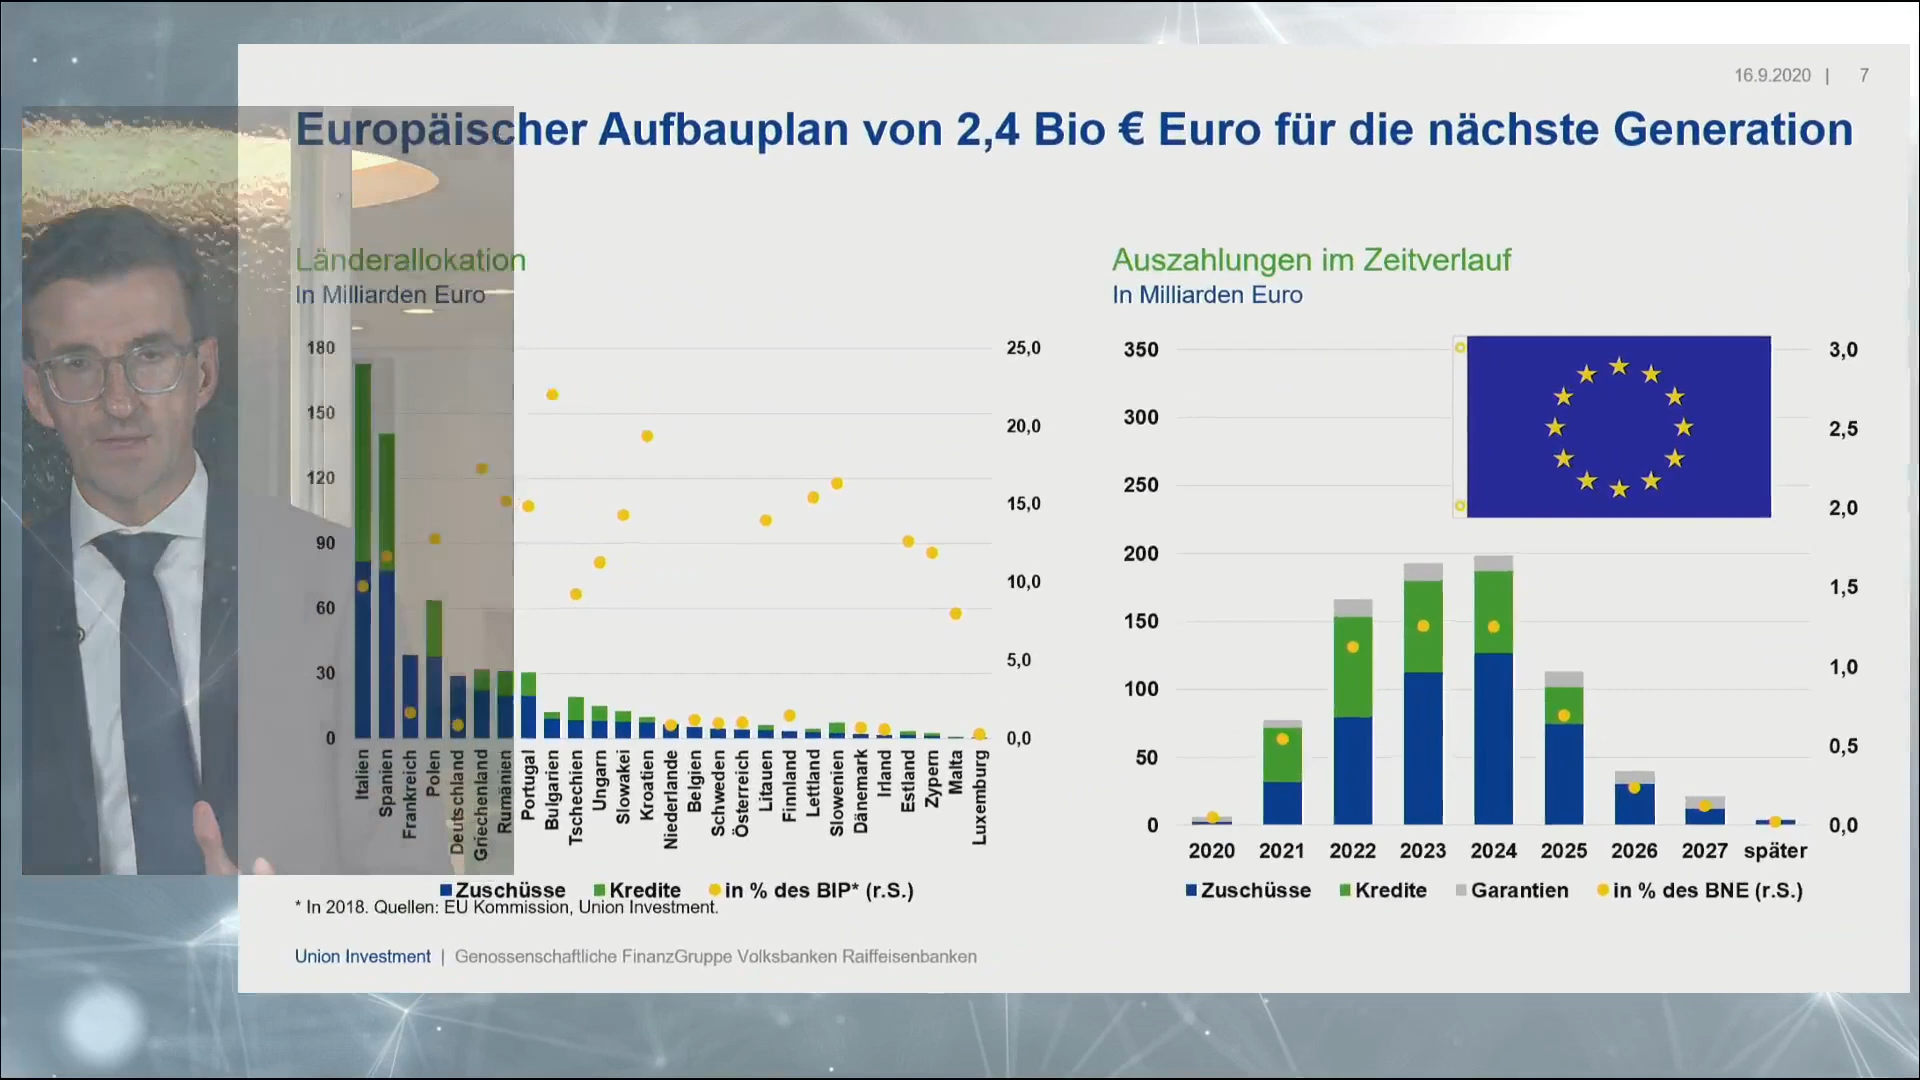 16.9.2020 | 7
Europäischer Aufbauplan von 2,4 Bio € Euro für die nächste Generation
Länderallokation
In Milliarden Euro
180
150
120
90
60
30
0
25,0
20,0
15,0
10,0
5,0
0,0
Italien
Spanien
Frankreich
Polen
Deutschland
Griechenland
Rumänien
Portugal
Bulgarien
Tschechien
Ungarn
Slowakei
Kroatien
Niederlande
Belgien
Schweden
Österreich
Litauen
Finnland
Lettland
Slowenien
Dänemark
Irland
Estland
Zypern
Malta
Luxemburg
Zuschüsse Kredite in % des BIP* (r.S.)
* In 2018. Quellen: EU Kommission, Union Investment.
Auszahlungen im Zeitverlauf
In Milliarden Euro
350
300
250
200
150
100
50
0
3,0
2,5
2,0
1,5
1,0
0,5
0,0
2020 2021 2022 2023 2024 2025 2026 2027 später
Zuschüsse Kredite Garantien in % des BNE (r.S.)
Union Investment | Genossenschaftliche FinanzGruppe Volksbanken Raiffeisenbanken